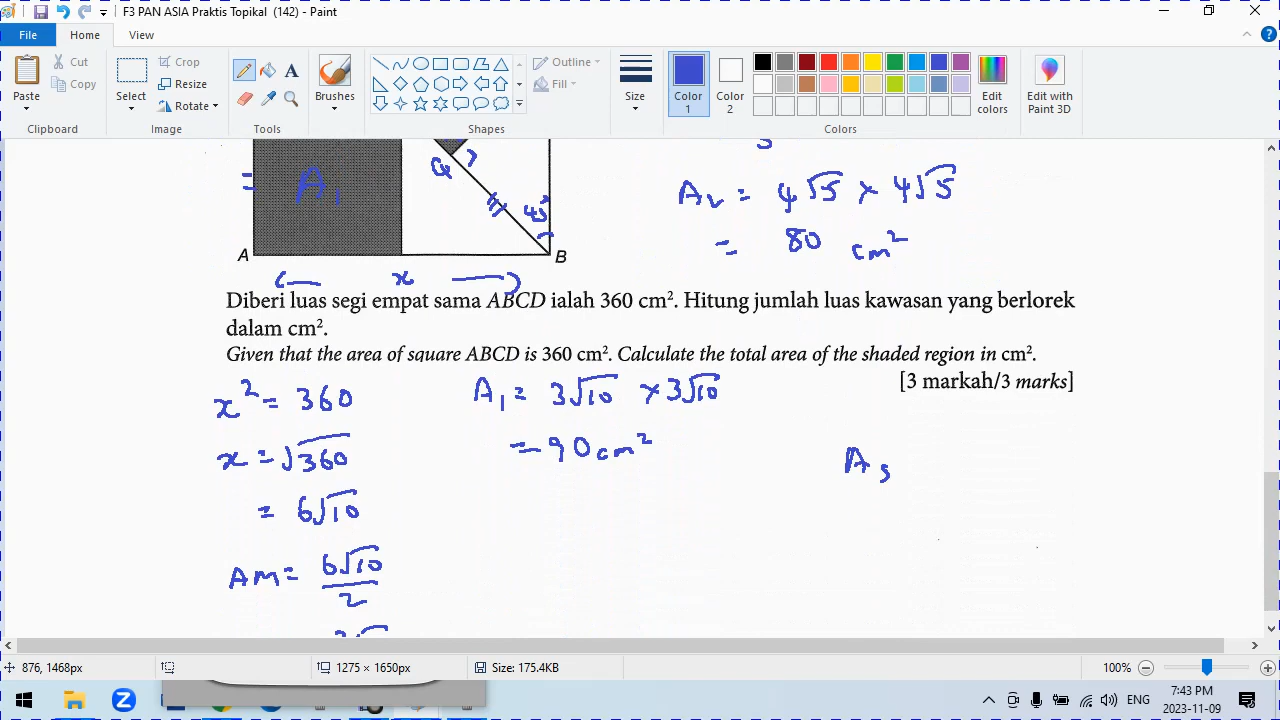 F3 PAN ASIA Praktis Topikal (142) - Paint
File Home View
Paste Cut Copy Select Crop Resize Rotate Brushes Size Outline Fill Color 1 Color 2 Edit colors Edit with Paint 3D
Clipboard Image Tools Shapes Colors
A₁
45°
A B
x
A₂ = 4√5 × 4√5
= 80 cm²
Diberi luas segi empat sama ABCD ialah 360 cm². Hitung jumlah luas kawasan yang berlorek
dalam cm².
Given that the area of square ABCD is 360 cm². Calculate the total area of the shaded region in cm².
[3 markah/3 marks]
x² = 360
x = √360
= 6√10
AM = 6√10
2
A₁ = 3√10 × 3√10
= 90 cm²
A s
876, 1468px 1275 × 1650px Size: 175.4KB 100%
ENG 7:43 PM
2023-11-09